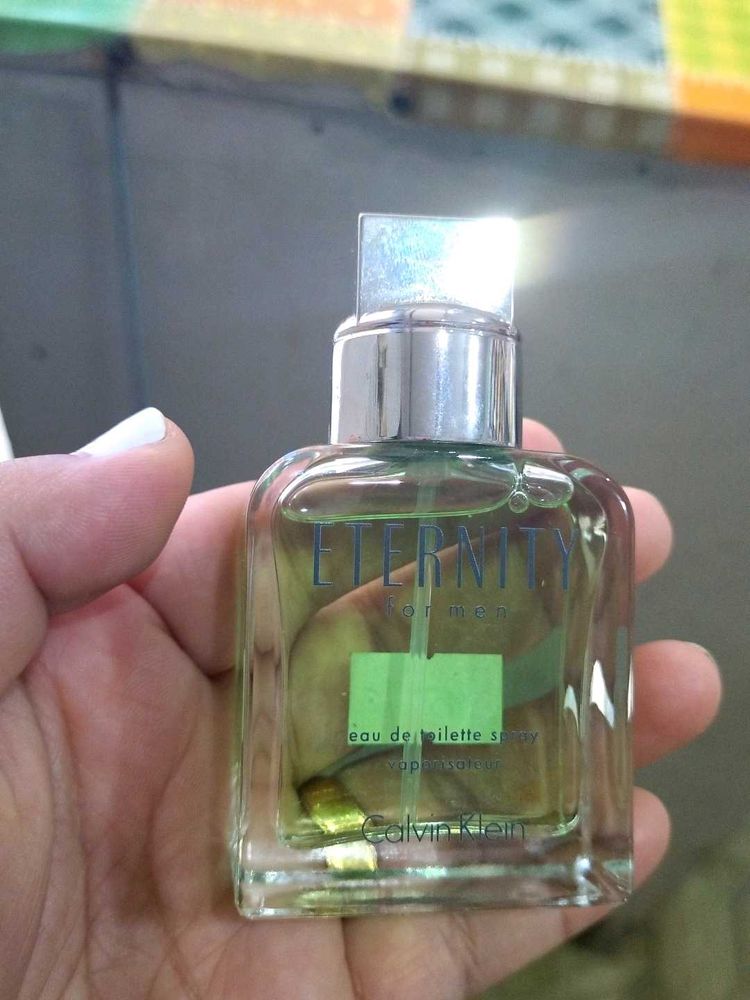 ETERNITY
for men
eau de toilette spray
vaporisateur
Calvin Klein